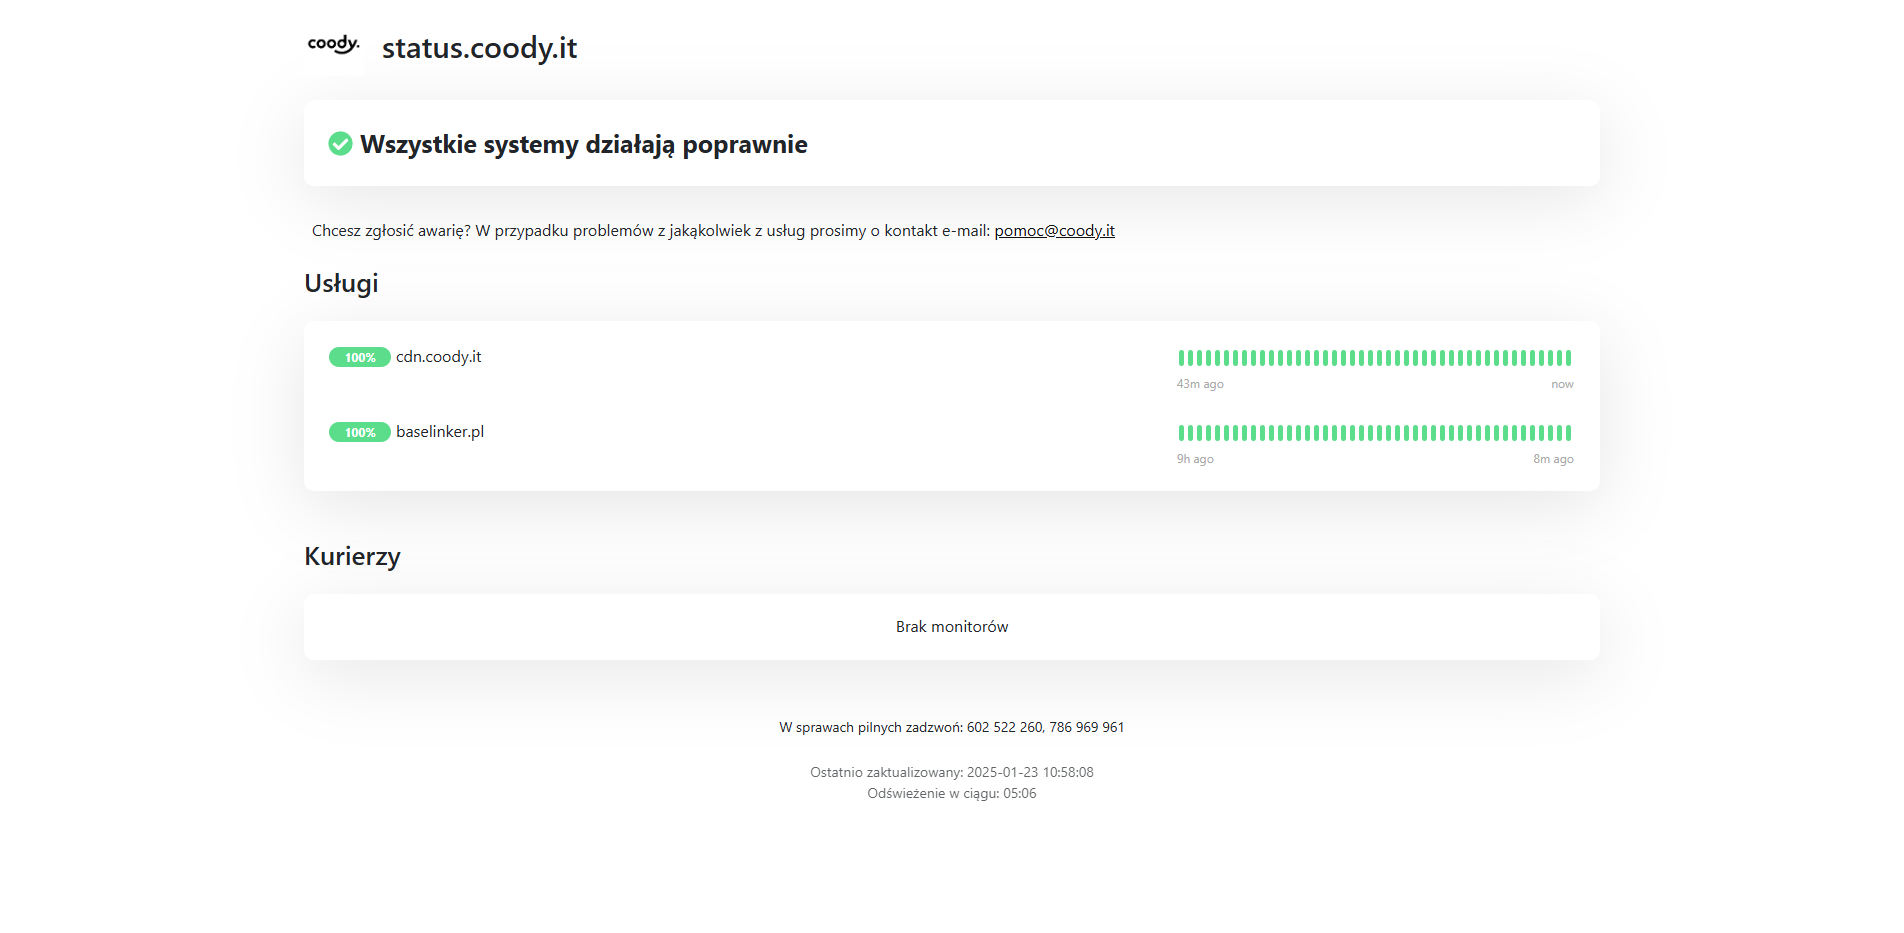 coody.
status.coody.it
Wszystkie systemy działają poprawnie
Chcesz zgłosić awarię? W przypadku problemów z jakąkolwiek z usług prosimy o kontakt e-mail: pomoc@coody.it
Usługi
100% cdn.coody.it
43m ago now
100% baselinker.pl
9h ago 8m ago
Kurierzy
Brak monitorów
W sprawach pilnych zadzwoń: 602 522 260, 786 969 961
Ostatnio zaktualizowany: 2025-01-23 10:58:08
Odświeżenie w ciągu: 05:06